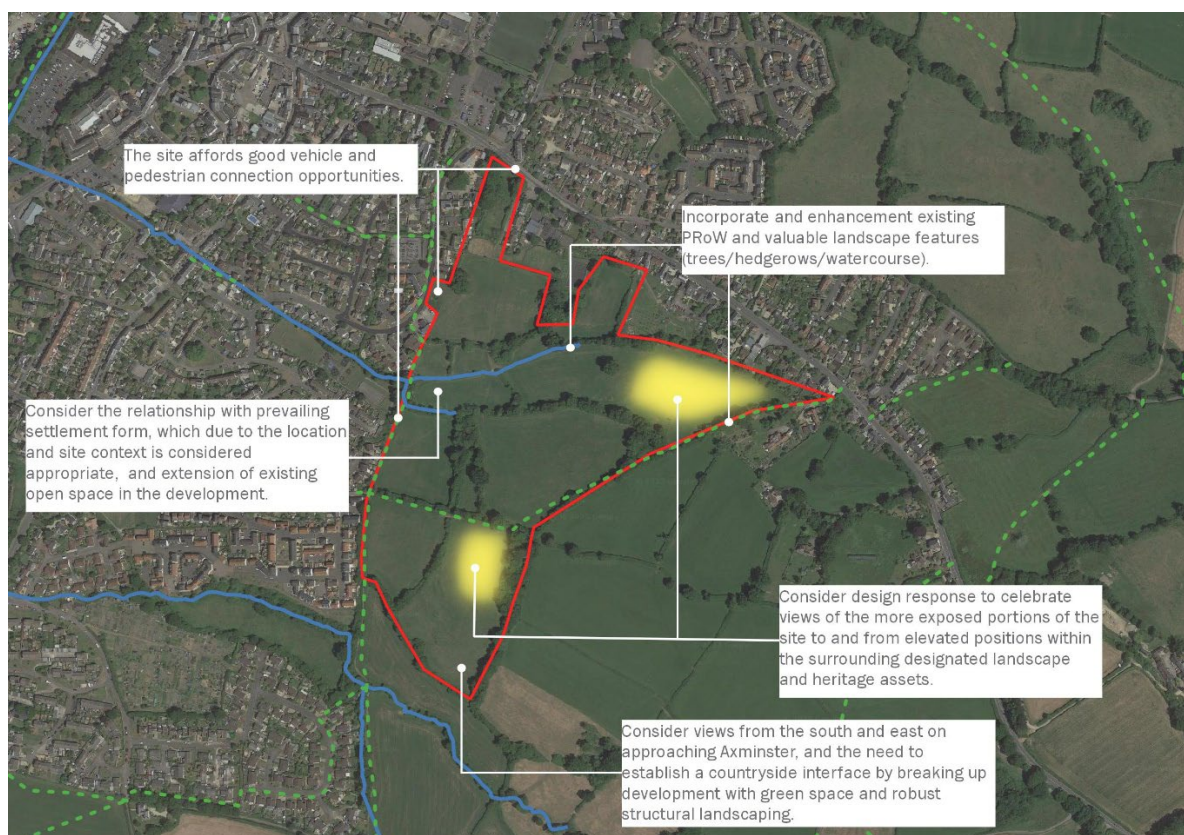 The site affords good vehicle and
pedestrian connection opportunities.
Incorporate and enhancement existing
PRoW and valuable landscape features
(trees/hedgerows/watercourse).
Consider the relationship with prevailing
settlement form, which due to the location
and site context is considered
appropriate, and extension of existing
open space in the development.
Consider design response to celebrate
views of the more exposed portions of the
site to and from elevated positions within
the surrounding designated landscape
and heritage assets.
Consider views from the south and east on
approaching Axminster, and the need to
establish a countryside interface by breaking up
development with green space and robust
structural landscaping.